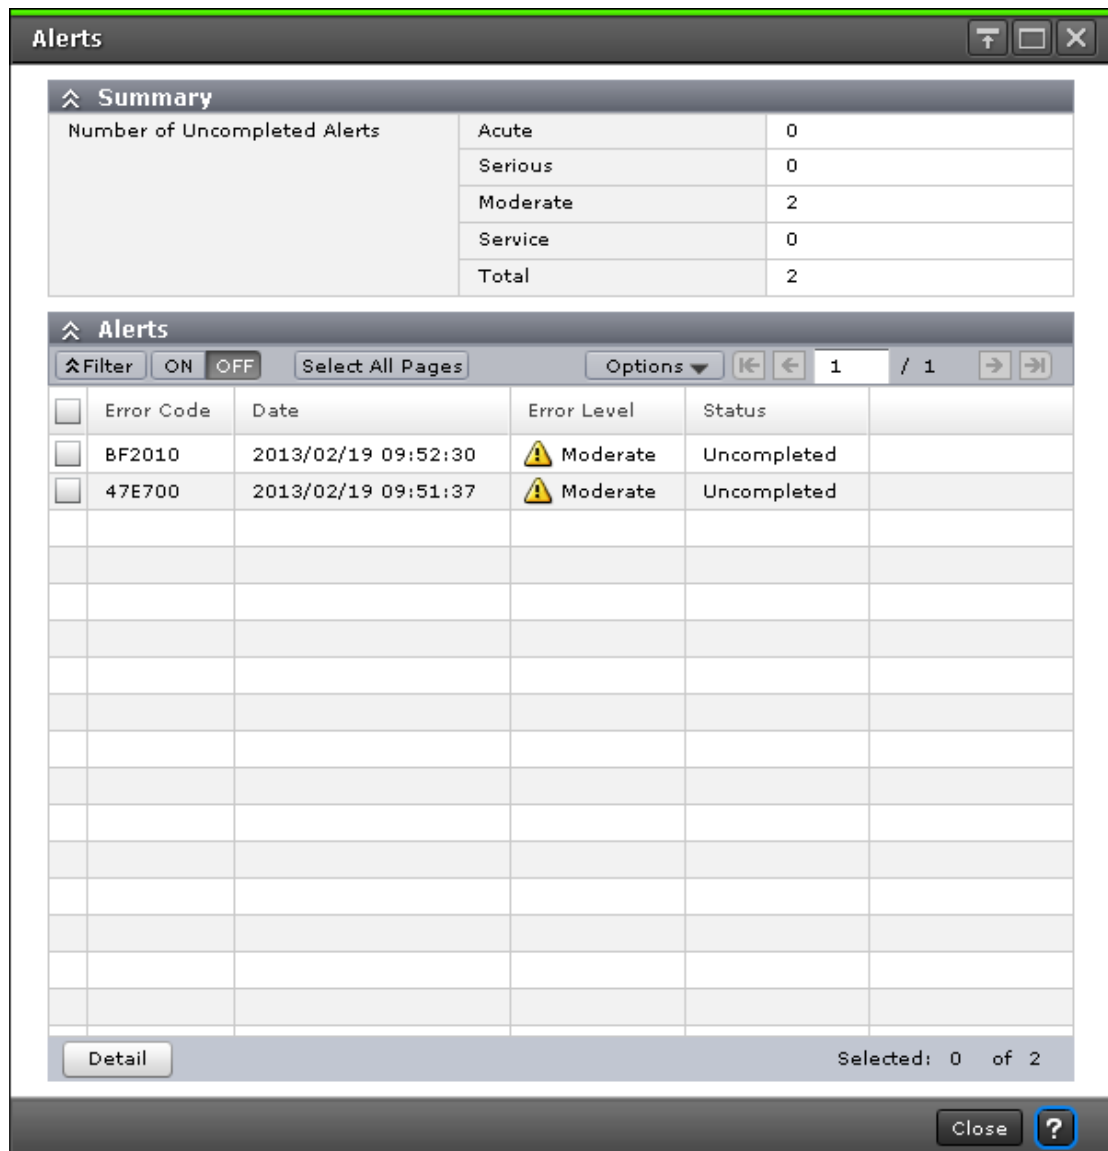 Alerts
Summary
Number of Uncompleted Alerts Acute 0
Serious 0
Moderate 2
Service 0
Total 2
Alerts
Filter ON OFF Select All Pages Options 1 / 1
Error Code Date Error Level Status
BF2010 2013/02/19 09:52:30 Moderate Uncompleted
47E700 2013/02/19 09:51:37 Moderate Uncompleted
Detail Selected: 0 of 2
Close ?